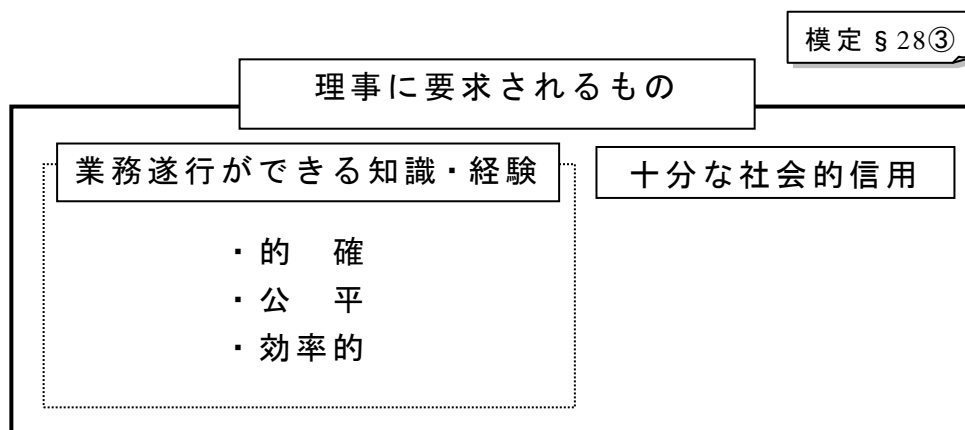 模定§28③
理事に要求されるもの
業務遂行ができる知識・経験
十分な社会的信用
・的　確
・公　平
・効率的